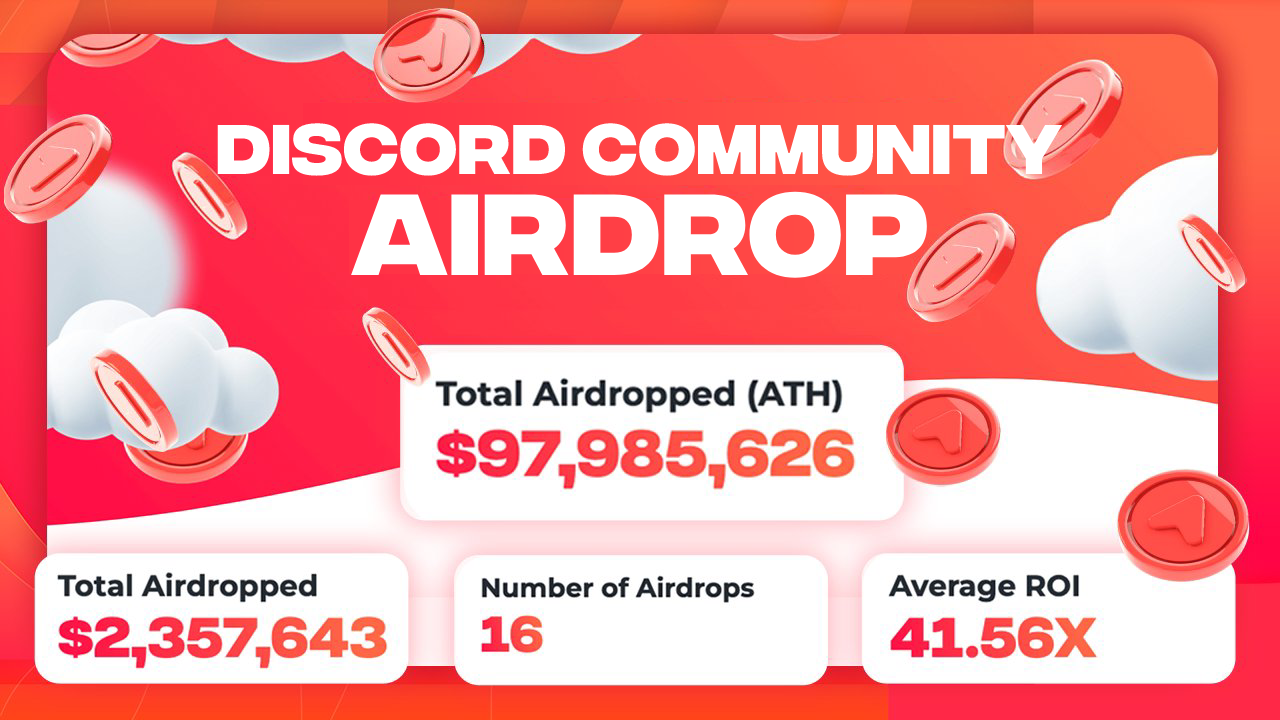 DISCORD COMMUNITY
AIRDROP
Total Airdropped (ATH)
$97,985,626
Total Airdropped
$2,357,643
Number of Airdrops
16
Average ROI
41.56X